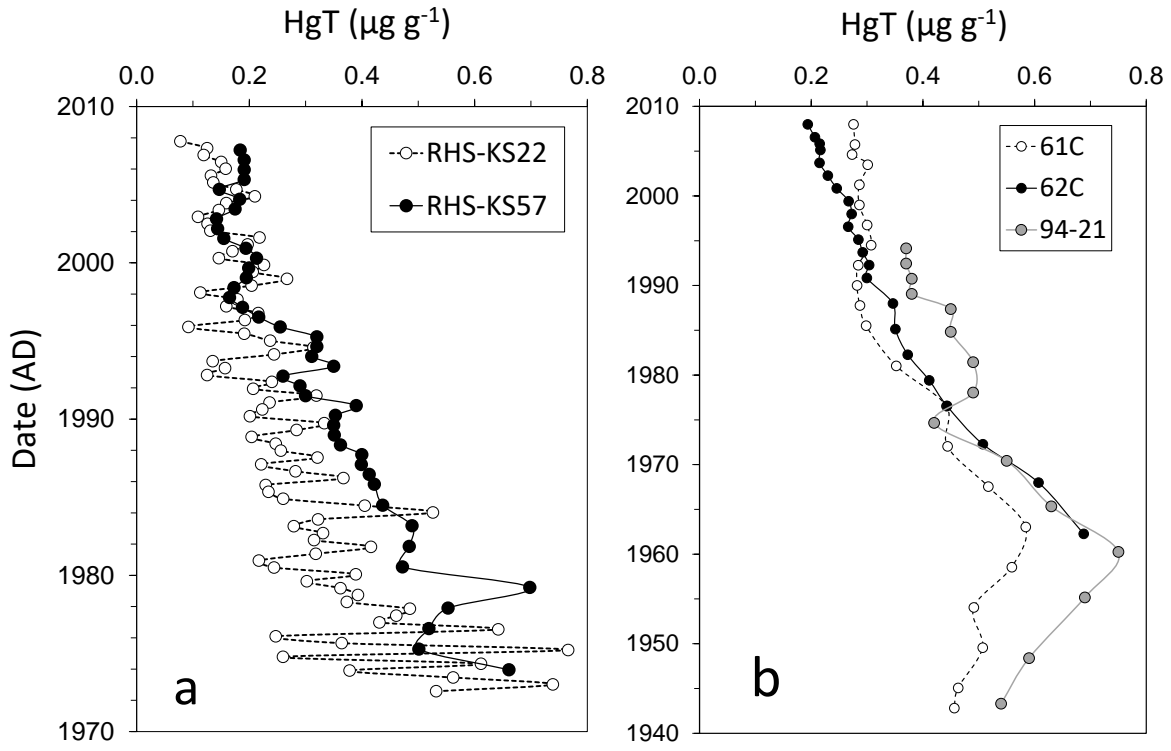 HgT (µg g-1)
0.0 0.2 0.4 0.6 0.8
2010
2000
1990
1980
1970
Date (AD)
RHS-KS22
RHS-KS57
a
HgT (µg g-1)
0.0 0.2 0.4 0.6 0.8
2010
2000
1990
1980
1970
1960
1950
1940
61C
62C
94-21
b